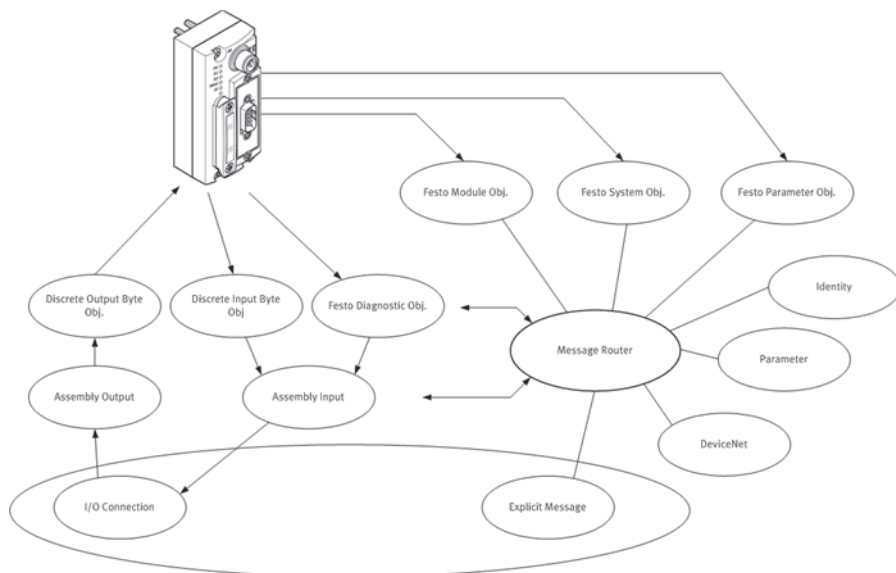 Festo Module Obj.
Festo System Obj.
Festo Parameter Obj.
Discrete Output Byte
Obj.
Discrete Input Byte
Obj
Festo Diagnostic Obj.
Identity
Message Router
Parameter
Assembly Output
Assembly Input
DeviceNet
I/O Connection
Explicit Message